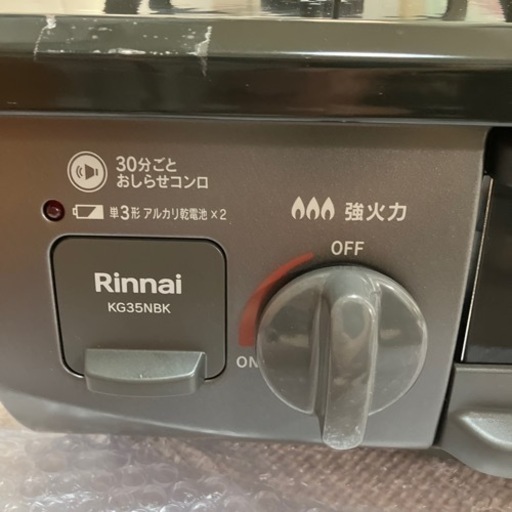 30分ごと
おしらせコンロ
単3形 アルカリ乾電池×2
強火力
OFF
Rinnai
KG35NBK
ON